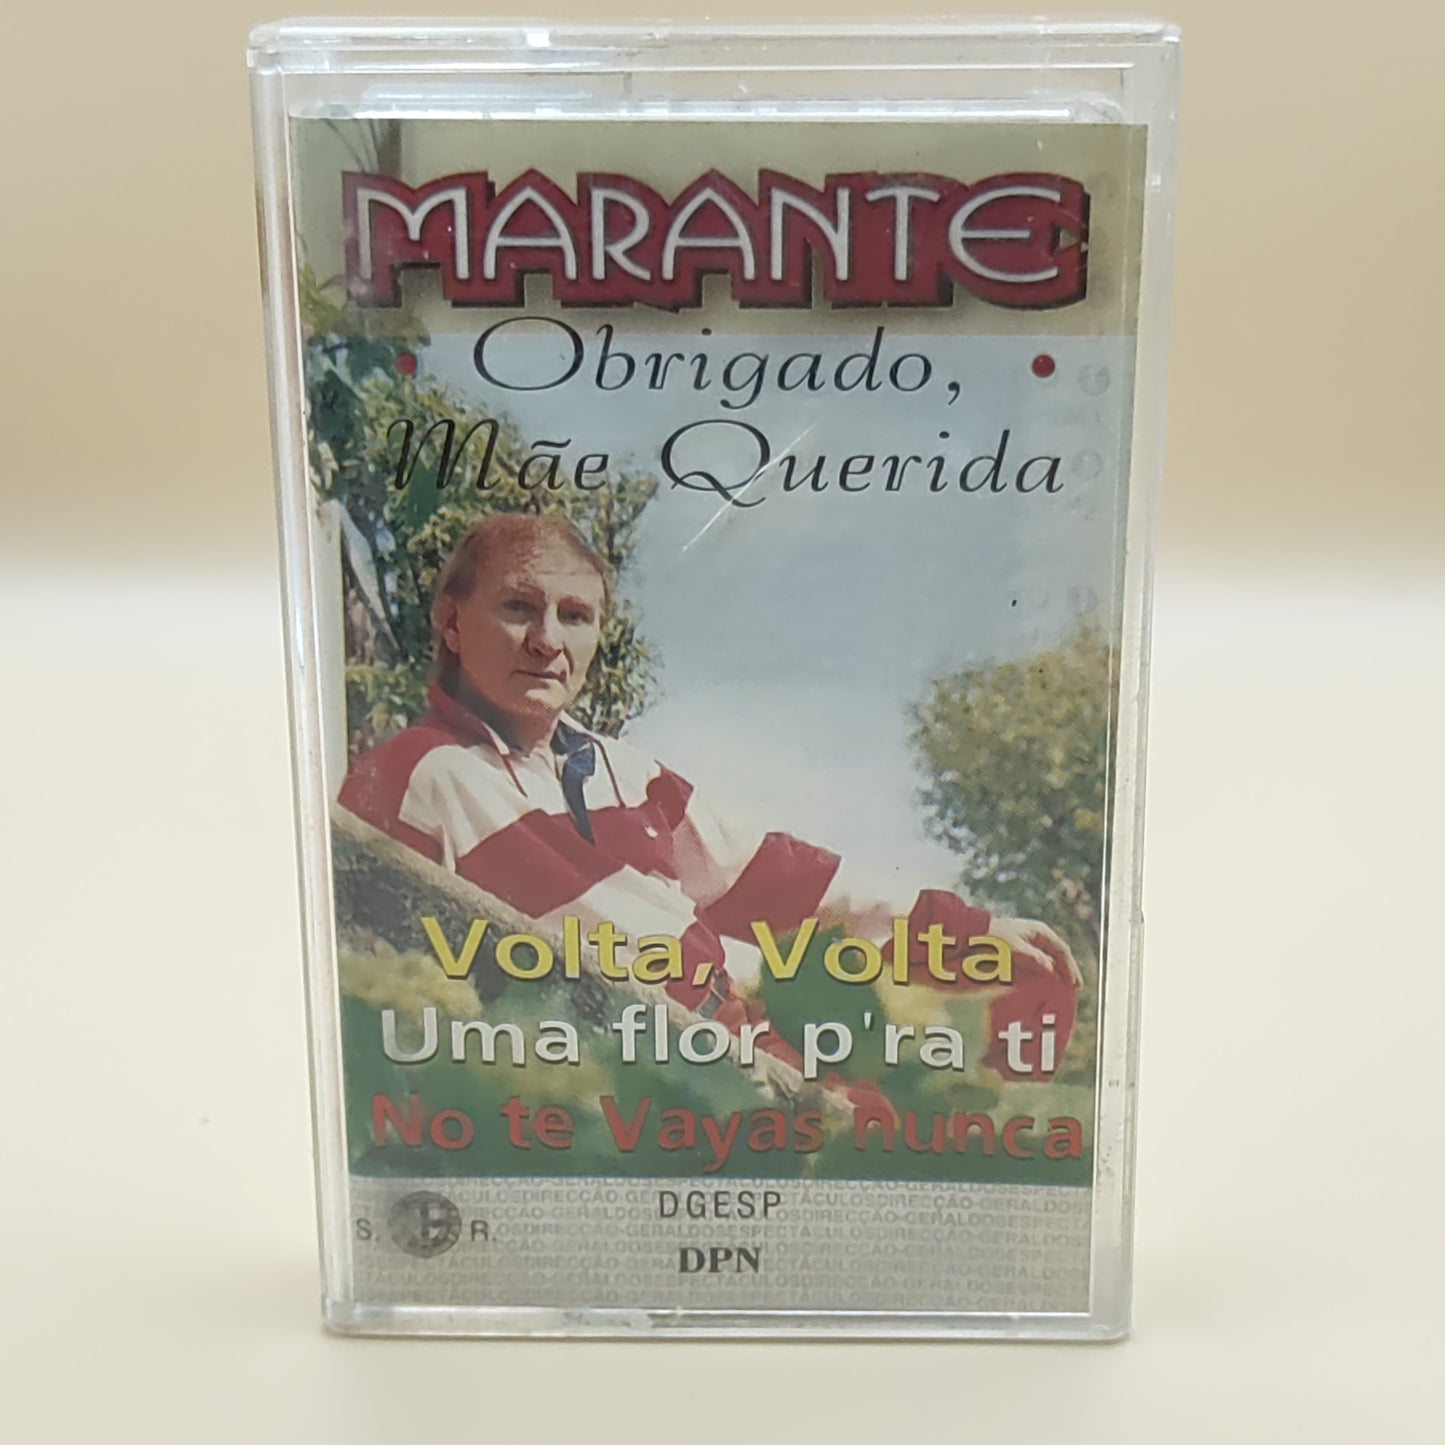 MARANTE
• Obrigado, •
Mãe Querida
Volta, Volta
Uma flor p'ra ti
No te Vayas nunca
DGESP
S. R.
DPN